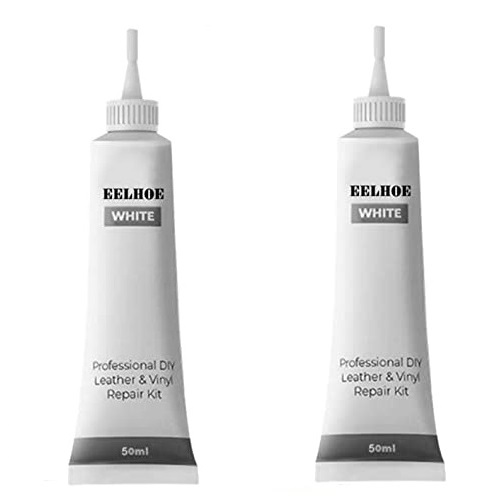 EELHOE
WHITE
Professional DIY
Leather & Vinyl
Repair Kit
50ml
EELHOE
WHITE
Professional DIY
Leather & Vinyl
Repair Kit
50ml